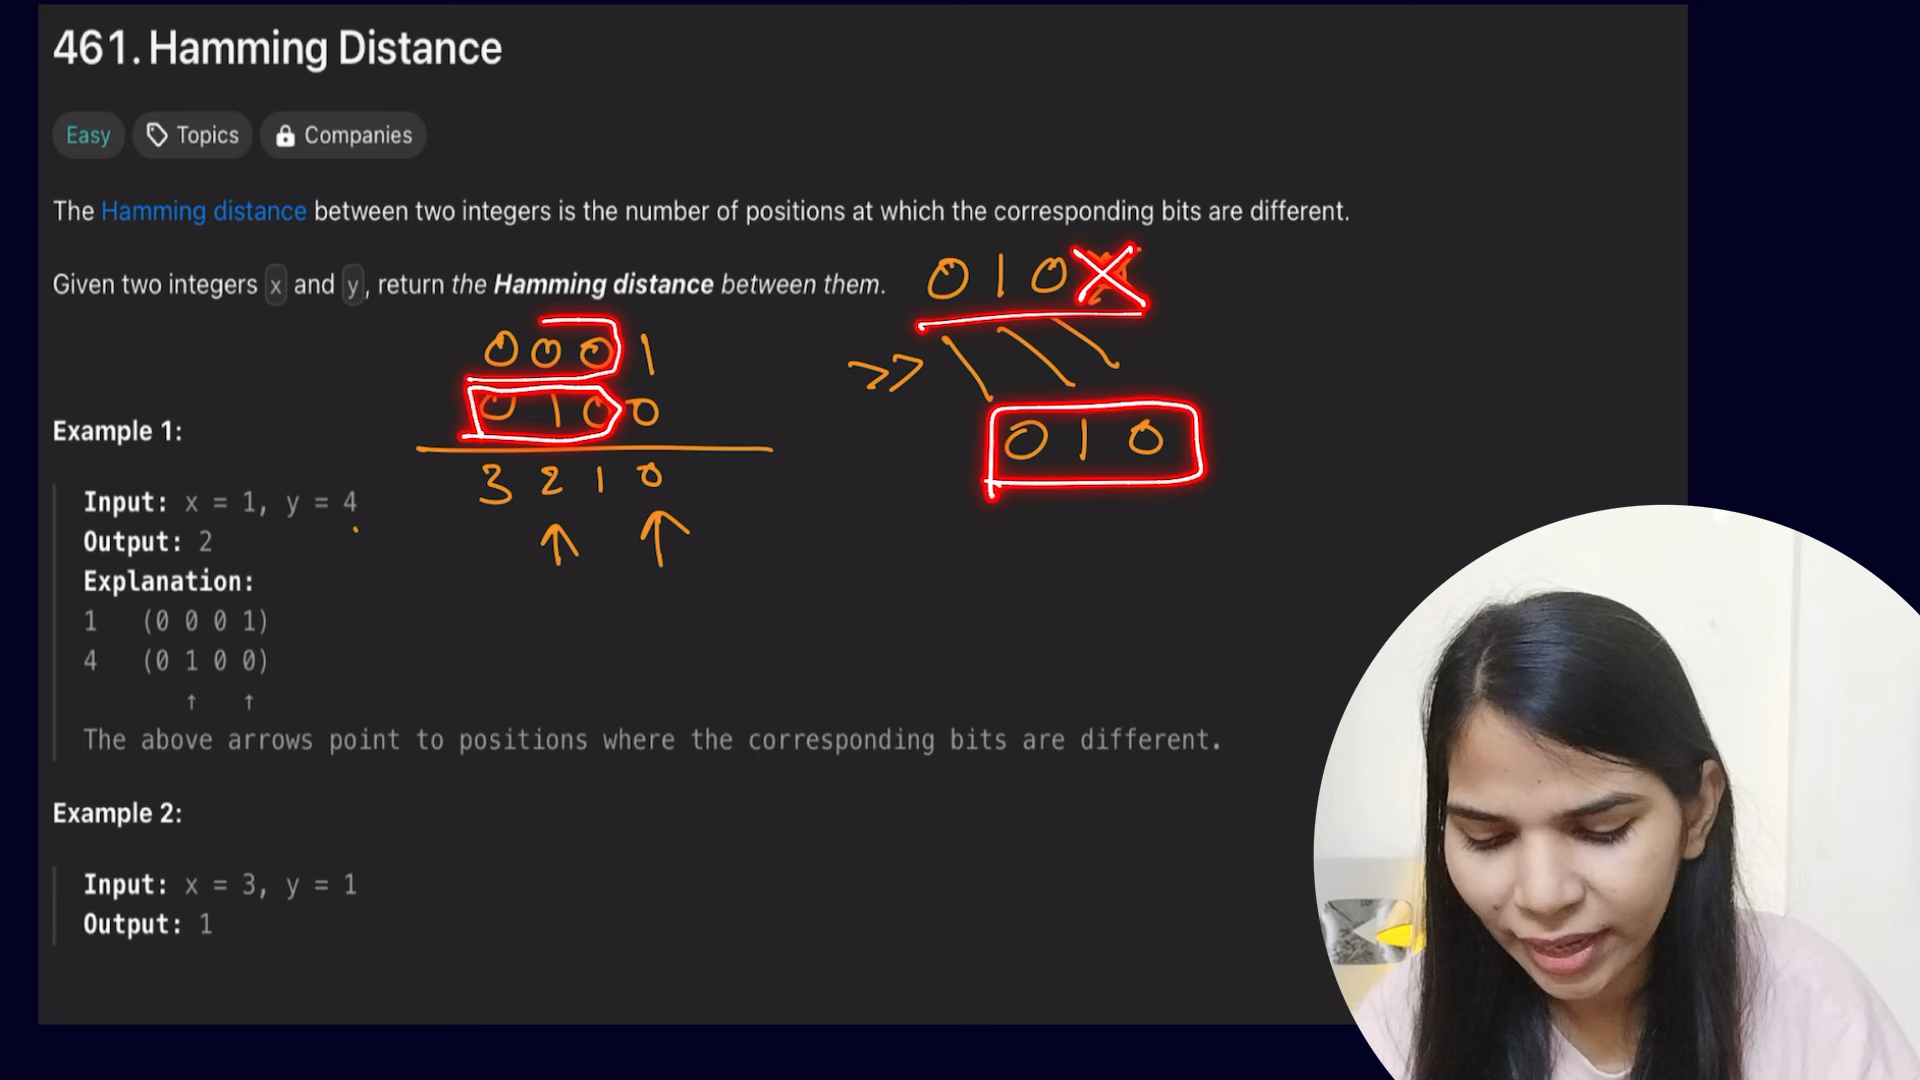 461. Hamming Distance
Easy Topics Companies
The Hamming distance between two integers is the number of positions at which the corresponding bits are different.
Given two integers x and y, return the Hamming distance between them.
0 1 0
0 0 0 1
>>
0 1 0 0
0 1 0
3 2 1 0
Example 1:
Input: x = 1, y = 4
Output: 2
Explanation:
1 (0 0 0 1)
4 (0 1 0 0)
↑ ↑
The above arrows point to positions where the corresponding bits are different.
Example 2:
Input: x = 3, y = 1
Output: 1